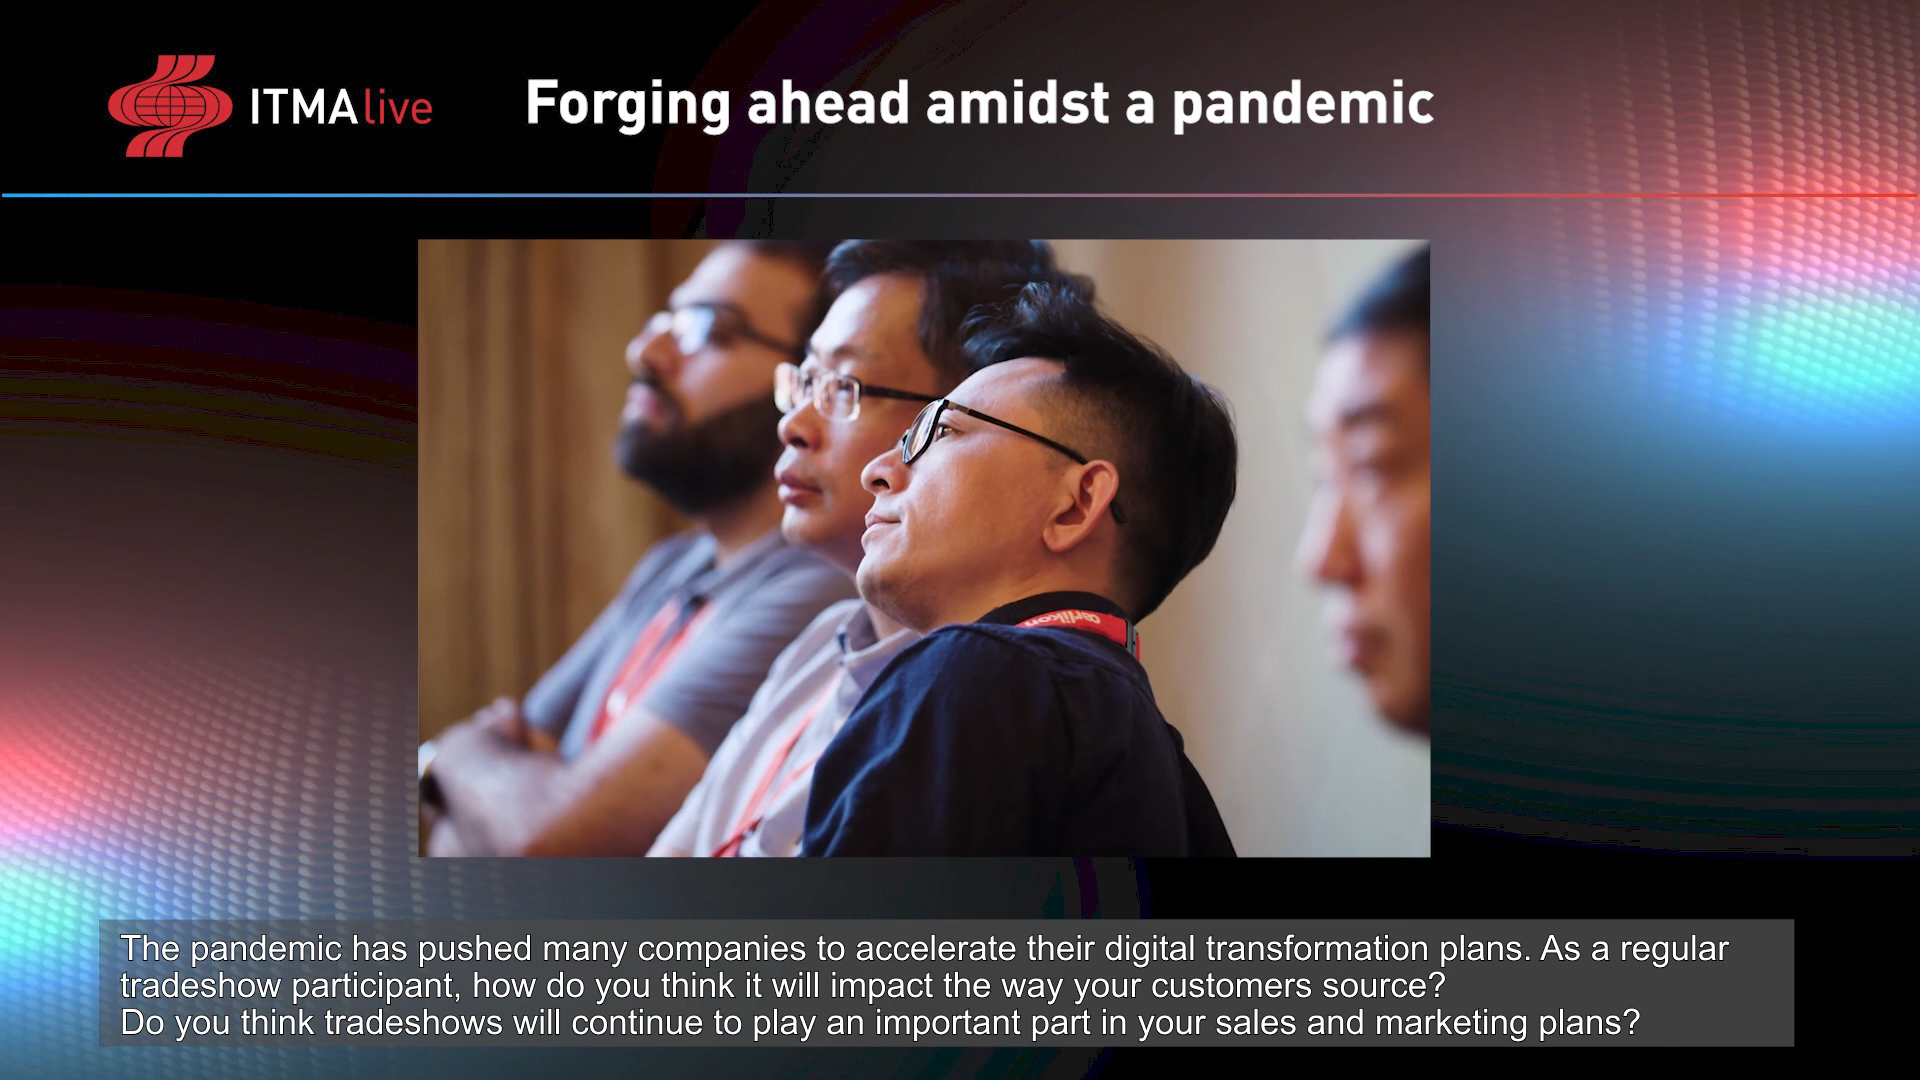 ITMAlive
Forging ahead amidst a pandemic
œrlikon
The pandemic has pushed many companies to accelerate their digital transformation plans. As a regular
tradeshow participant, how do you think it will impact the way your customers source?
Do you think tradeshows will continue to play an important part in your sales and marketing plans?